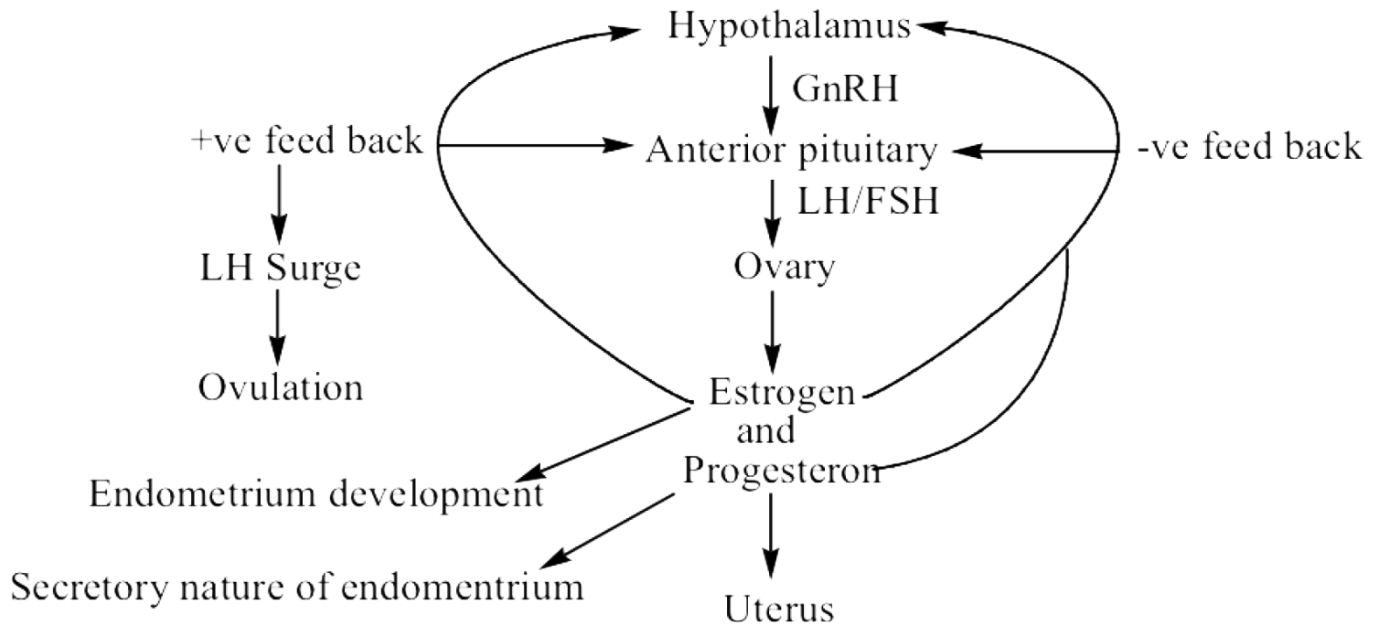 Hypothalamus
GnRH
+ve feed back
Anterior pituitary
-ve feed back
LH/FSH
LH Surge
Ovary
Ovulation
Estrogen
and
Progesteron
Endometrium development
Secretory nature of endomentrium
Uterus